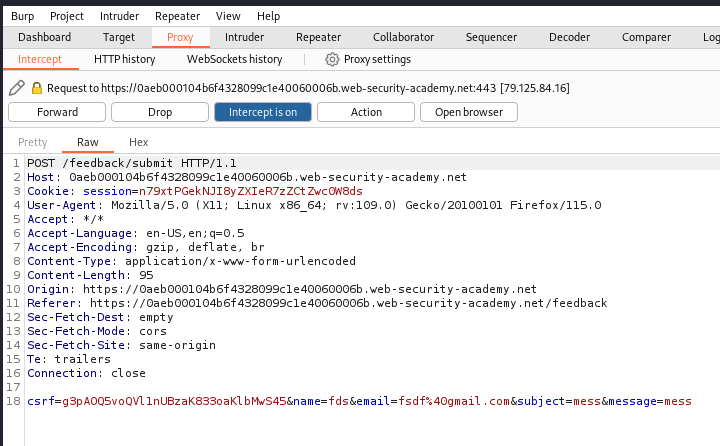 Burp Project Intruder Repeater View Help
Dashboard Target Proxy Intruder Repeater Collaborator Sequencer Decoder Comparer Log
Intercept HTTP history WebSockets history Proxy settings
Request to https://0aeb000104b6f4328099c1e40060006b.web-security-academy.net:443 [79.125.84.16]
Forward Drop Intercept is on Action Open browser
Pretty Raw Hex
1 POST /feedback/submit HTTP/1.1
2 Host: 0aeb000104b6f4328099c1e40060006b.web-security-academy.net
3 Cookie: session=n79xtPGekNJI8yZXIeR7zZCtZwc0W8ds
4 User-Agent: Mozilla/5.0 (X11; Linux x86_64; rv:109.0) Gecko/20100101 Firefox/115.0
5 Accept: */*
6 Accept-Language: en-US,en;q=0.5
7 Accept-Encoding: gzip, deflate, br
8 Content-Type: application/x-www-form-urlencoded
9 Content-Length: 95
10 Origin: https://0aeb000104b6f4328099c1e40060006b.web-security-academy.net
11 Referer: https://0aeb000104b6f4328099c1e40060006b.web-security-academy.net/feedback
12 Sec-Fetch-Dest: empty
13 Sec-Fetch-Mode: cors
14 Sec-Fetch-Site: same-origin
15 Te: trailers
16 Connection: close
17
18 csrf=g3pAOQ5voQVl1nUBzaK833oaKlbMwS45&name=fds&email=fsdf%40gmail.com&subject=mess&message=mess